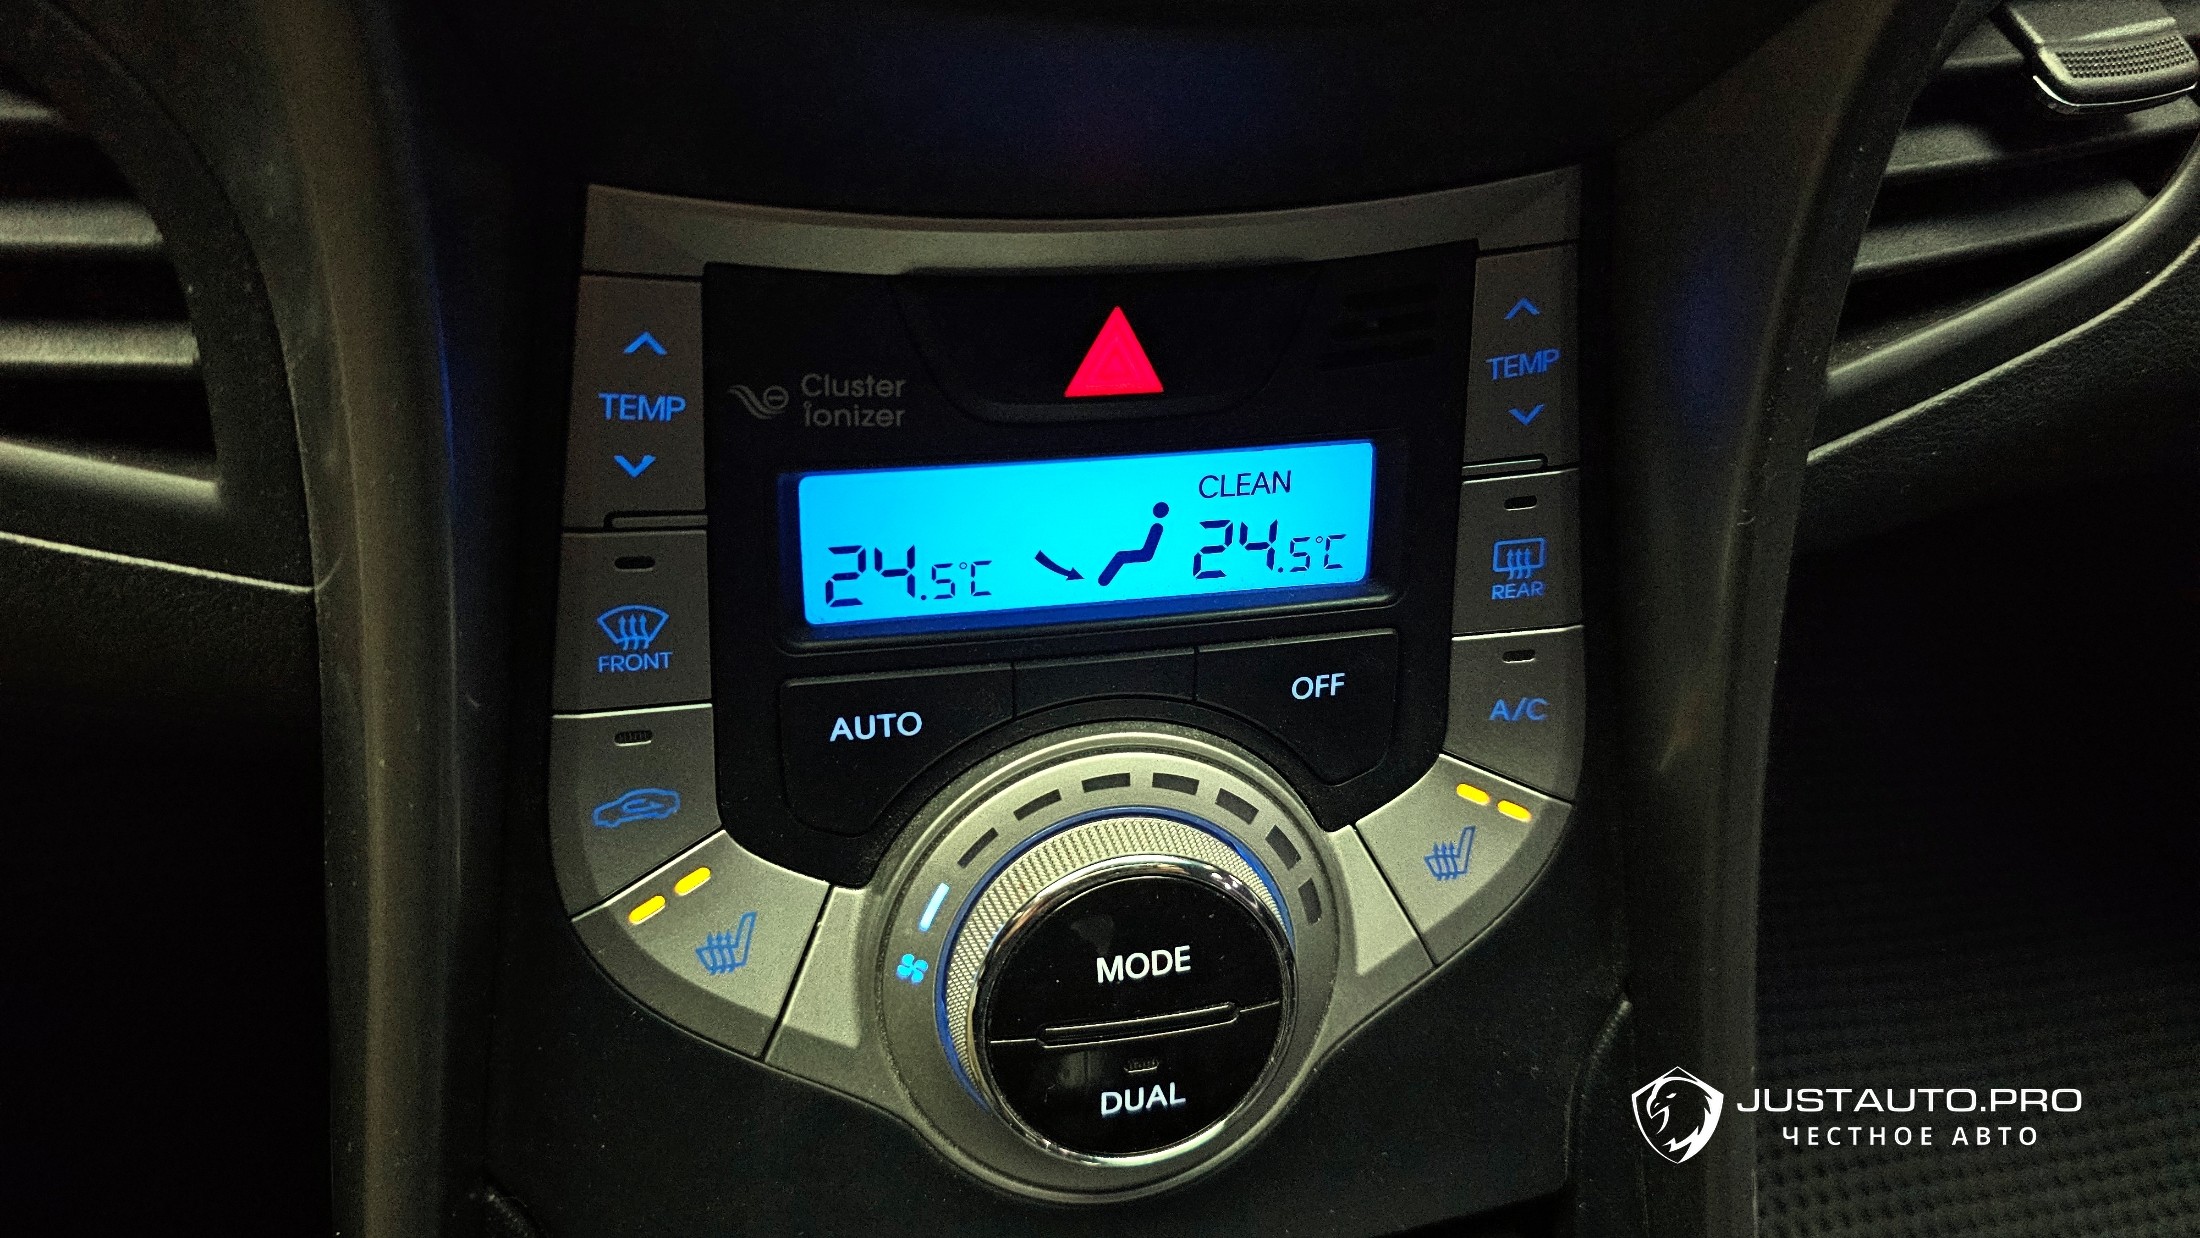 TEMP
TEMP
Cluster
ionizer
CLEAN
24.5°C
24.5°C
REAR
FRONT
AUTO
OFF
A/C
MODE
DUAL
JUSTAUTO.PRO
ЧЕСТНОЕ АВТО